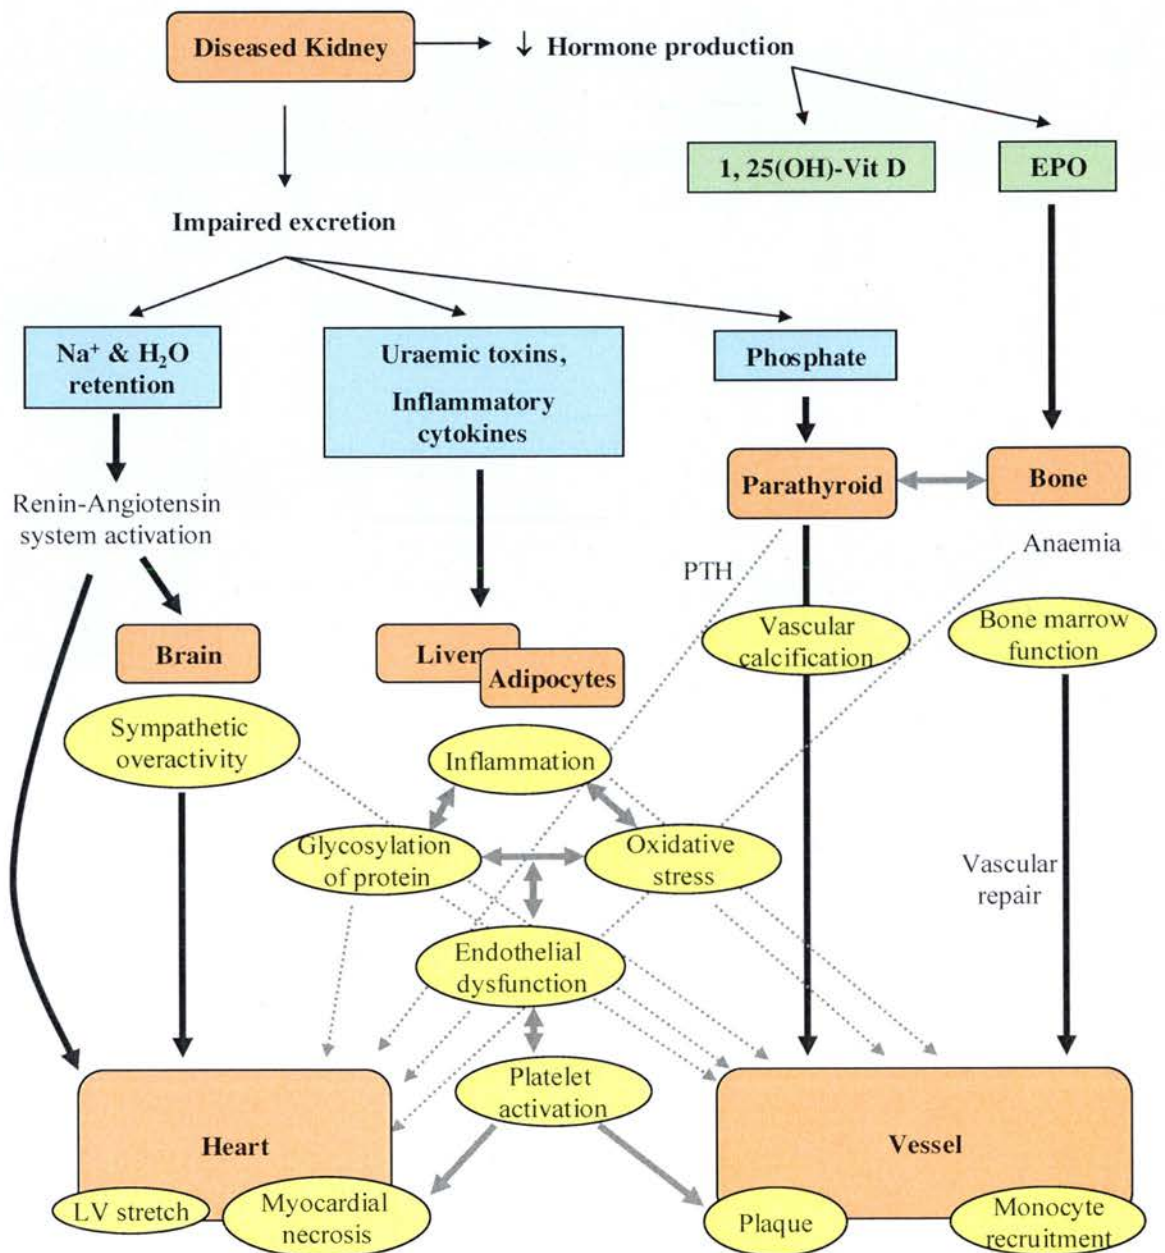 Diseased Kidney
↓ Hormone production
1, 25(OH)-Vit D
EPO
Impaired excretion
Na⁺ & H₂O
retention
Uraemic toxins,
Inflammatory
cytokines
Phosphate
Renin-Angiotensin
system activation
Parathyroid
Bone
PTH
Anaemia
Brain
Liver
Adipocytes
Vascular
calcification
Bone marrow
function
Sympathetic
overactivity
Inflammation
Glycosylation
of protein
Oxidative
stress
Vascular
repair
Endothelial
dysfunction
Platelet
activation
Heart
Vessel
LV stretch
Myocardial
necrosis
Plaque
Monocyte
recruitment